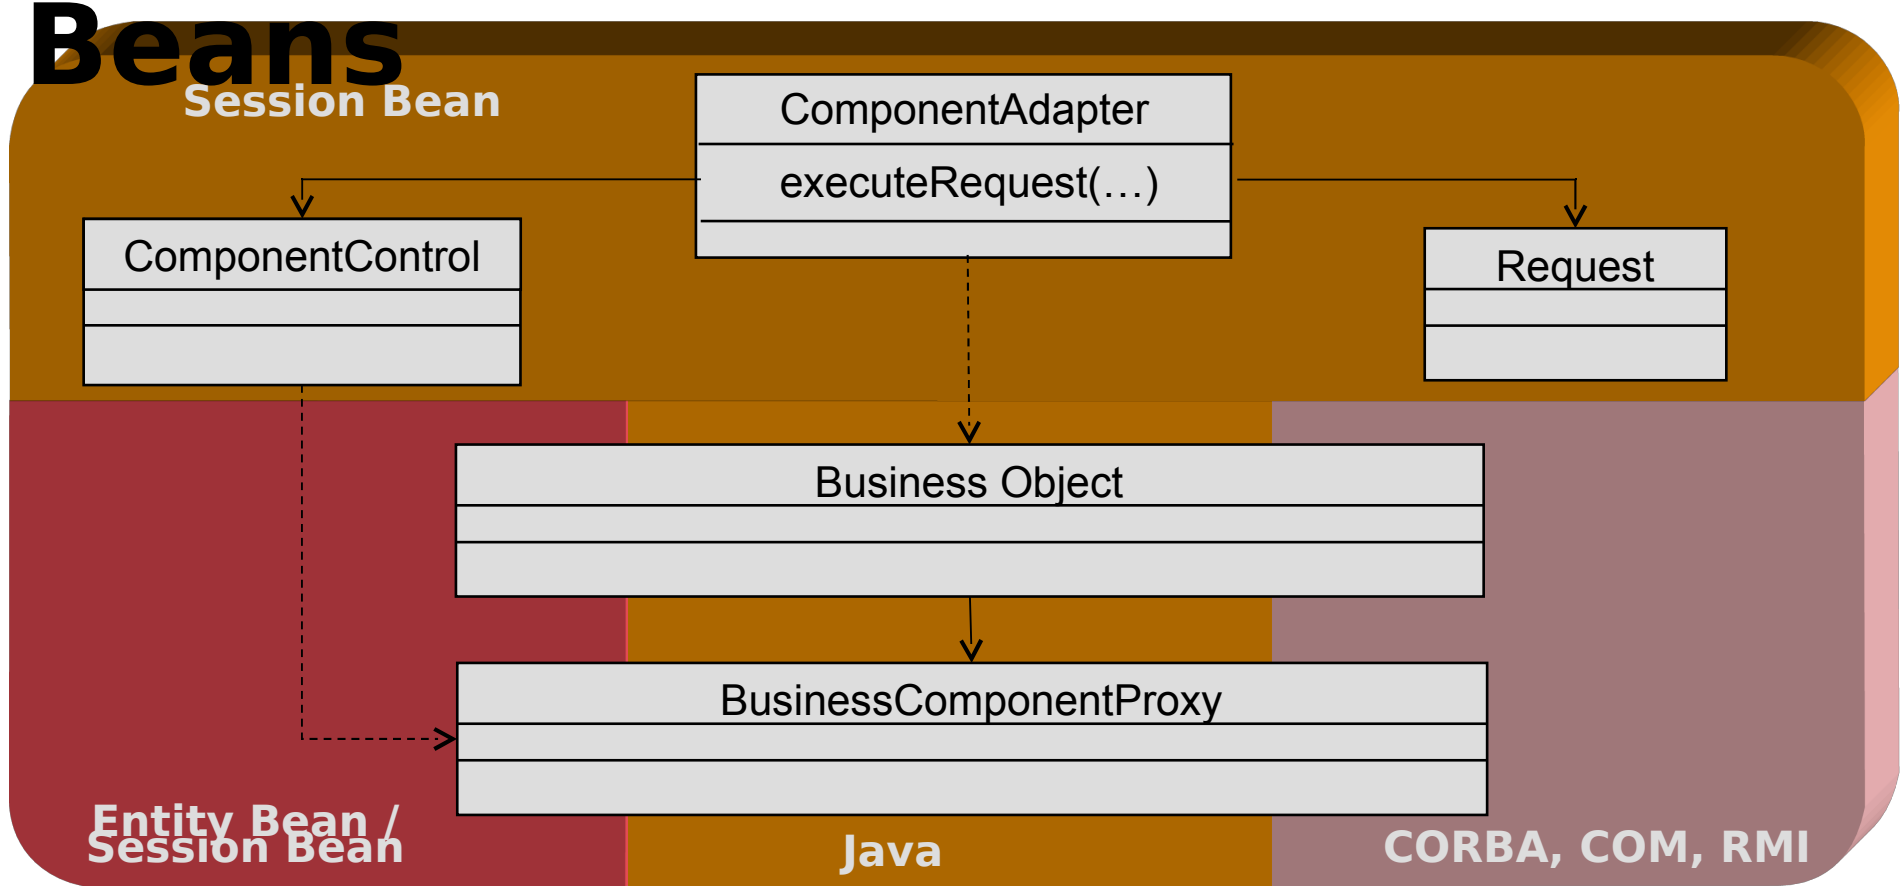 Beans
Session Bean
ComponentAdapter
executeRequest(…)
ComponentControl
Request
Business Object
BusinessComponentProxy
Entity Bean /
Session Bean
Java
CORBA, COM, RMI